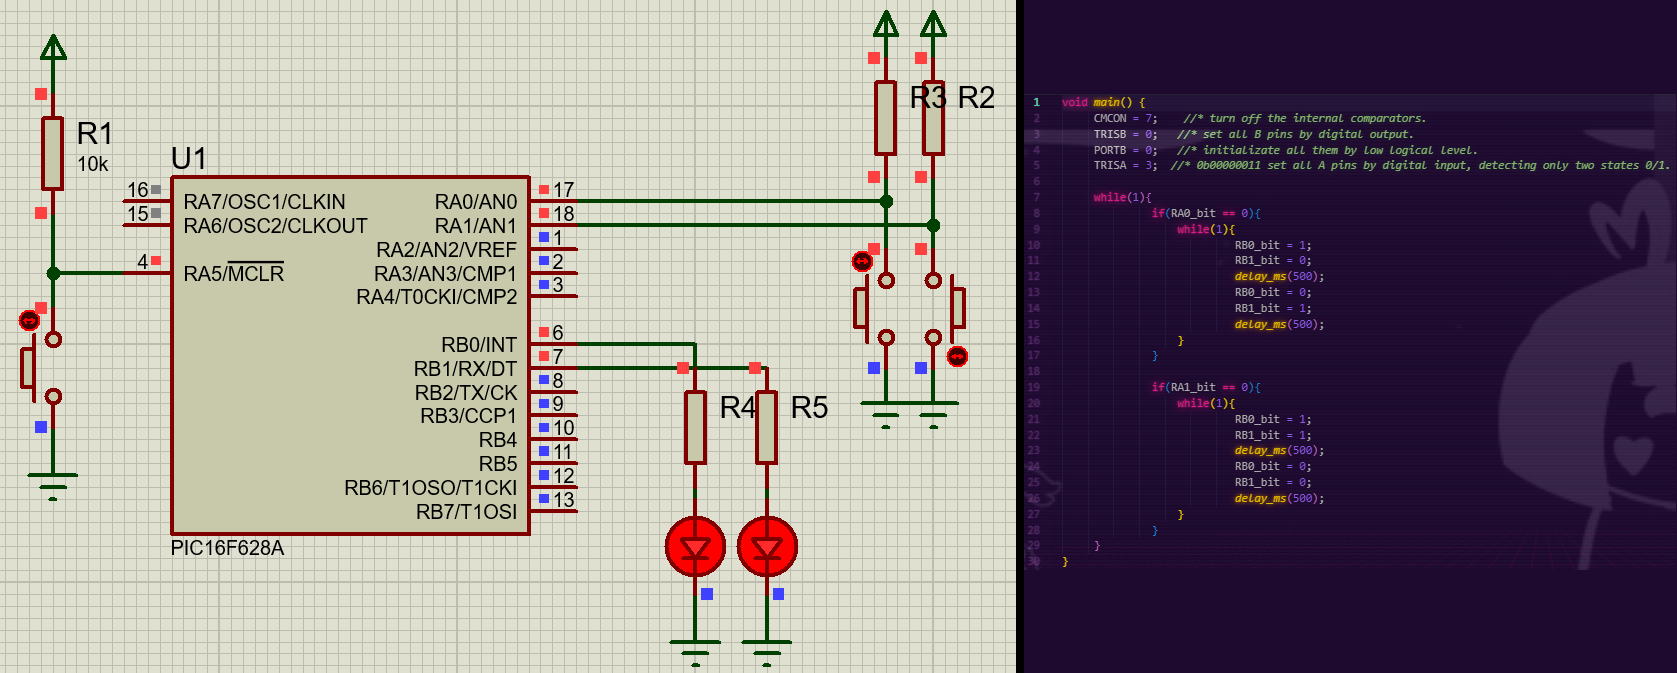 R1
10k
U1
16
15
4
RA7/OSC1/CLKIN
RA6/OSC2/CLKOUT
RA5/MCLR
RA0/AN0
RA1/AN1
RA2/AN2/VREF
RA3/AN3/CMP1
RA4/T0CKI/CMP2
RB0/INT
RB1/RX/DT
RB2/TX/CK
RB3/CCP1
RB4
RB5
RB6/T1OSO/T1CKI
RB7/T1OSI
17
18
1
2
3
6
7
8
9
10
11
12
13
PIC16F628A
R3
R2
R4
R5
1 void main() {
2 CMCON = 7; //* turn off the internal comparators.
3 TRISB = 0; //* set all B pins by digital output.
4 PORTB = 0; //* initializate all them by low logical level.
5 TRISA = 3; //* 0b00000011 set all A pins by digital input, detecting only two states 0/1.
6
7 while(1){
8 if(RA0_bit == 0){
9 while(1){
10 RB0_bit = 1;
11 RB1_bit = 0;
12 delay_ms(500);
13 RB0_bit = 0;
14 RB1_bit = 1;
15 delay_ms(500);
16 }
17 }
18
19 if(RA1_bit == 0){
20 while(1){
21 RB0_bit = 1;
22 RB1_bit = 1;
23 delay_ms(500);
24 RB0_bit = 0;
25 RB1_bit = 0;
26 delay_ms(500);
27 }
28 }
29 }
30 }